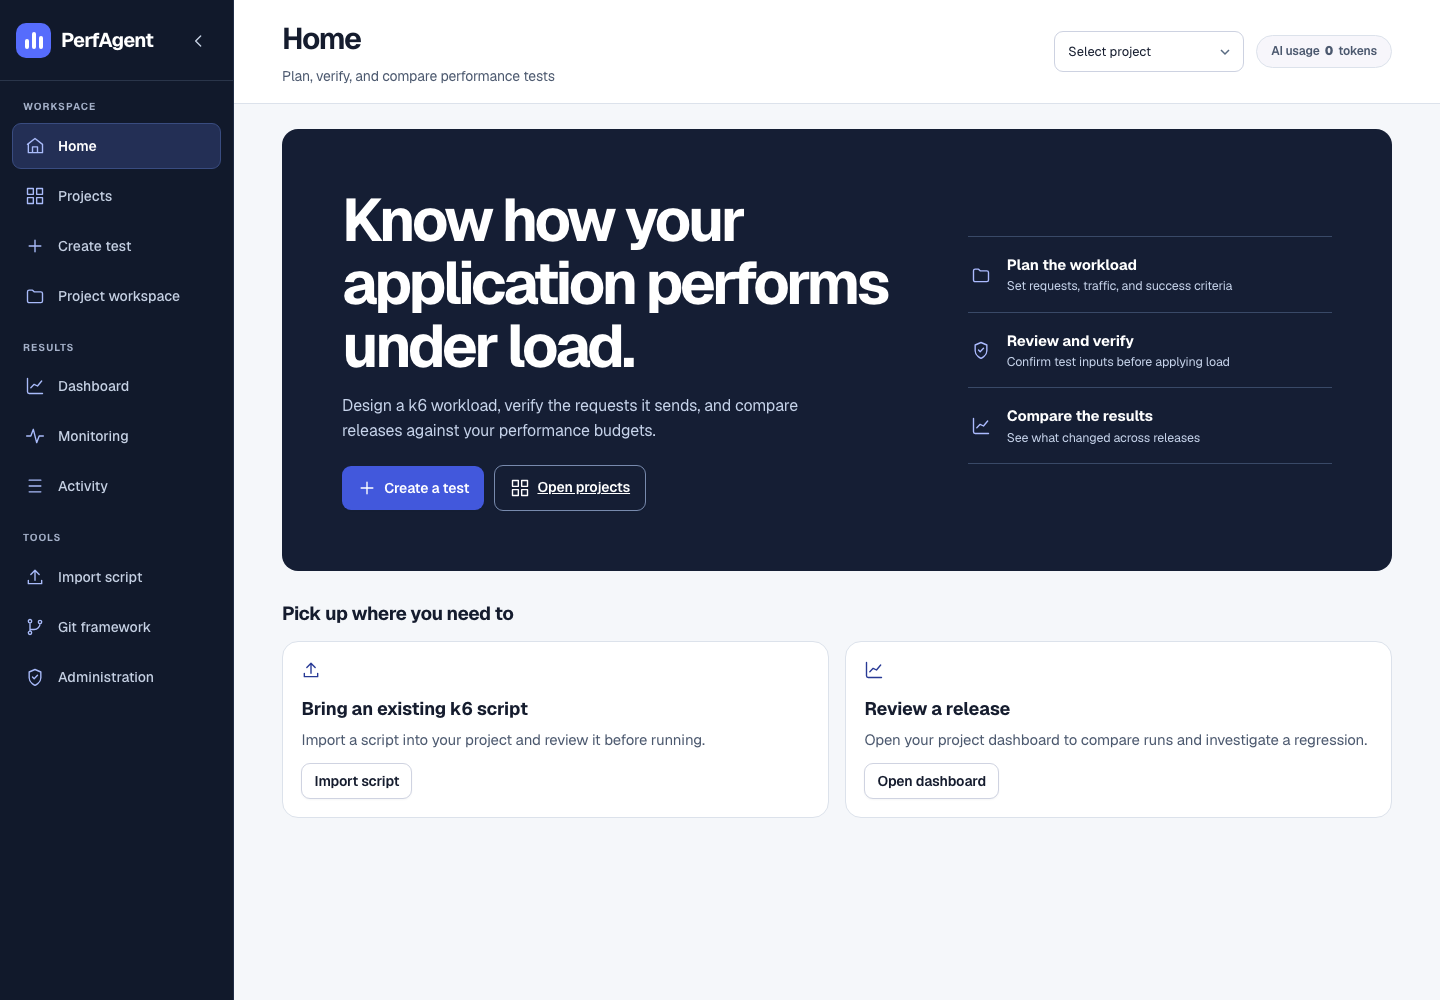 PerfAgent
WORKSPACE
Home
Projects
Create test
Project workspace
RESULTS
Dashboard
Monitoring
Activity
TOOLS
Import script
Git framework
Administration
Home
Plan, verify, and compare performance tests
Select project
AI usage 0 tokens
Know how your
application performs
under load.
Design a k6 workload, verify the requests it sends, and compare
releases against your performance budgets.
Create a test
Open projects
Plan the workload
Set requests, traffic, and success criteria
Review and verify
Confirm test inputs before applying load
Compare the results
See what changed across releases
Pick up where you need to
Bring an existing k6 script
Import a script into your project and review it before running.
Import script
Review a release
Open your project dashboard to compare runs and investigate a regression.
Open dashboard